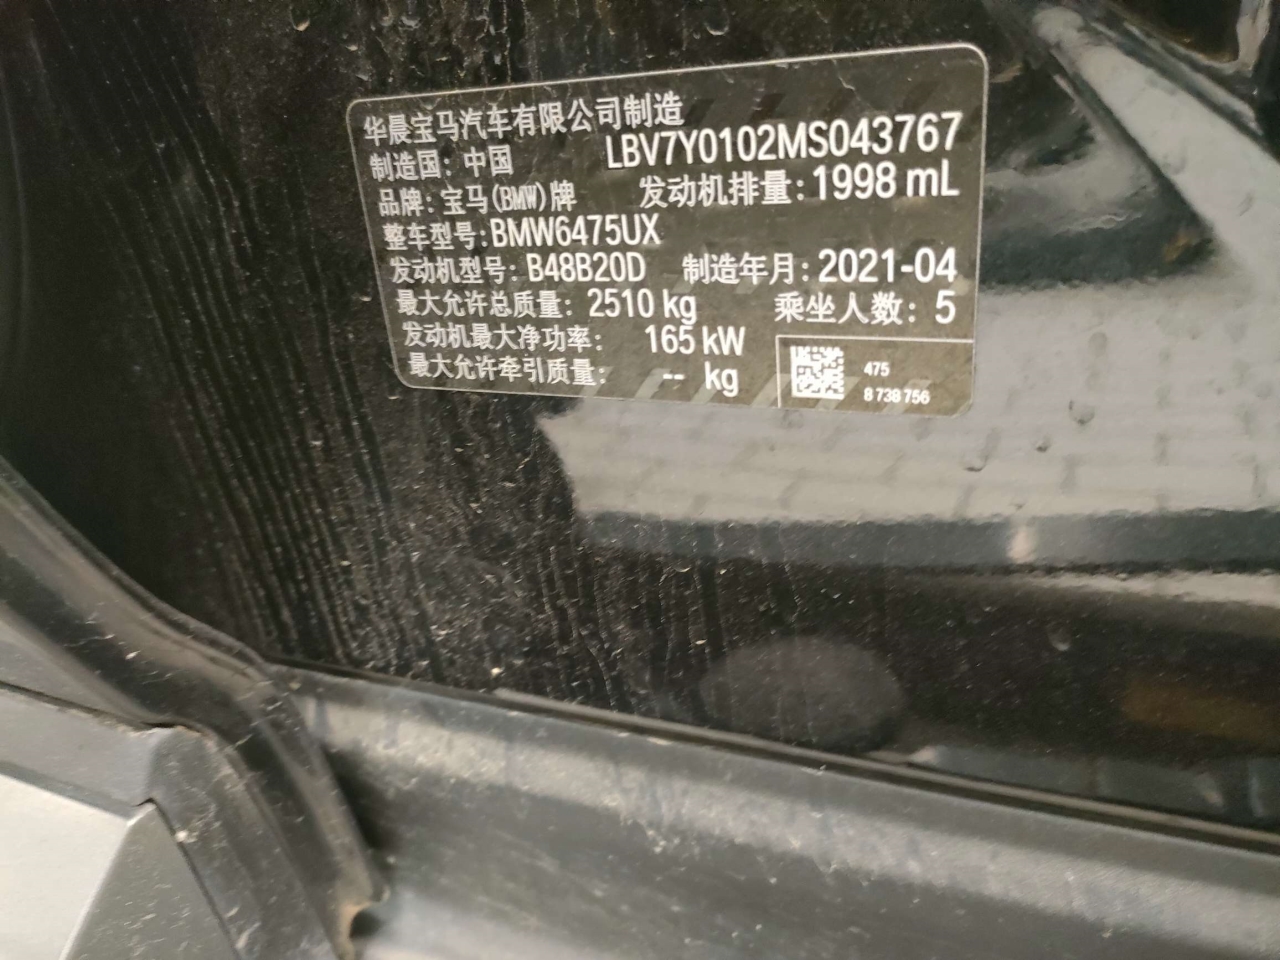 华晨宝马汽车有限公司制造
制造国：中国 LBV7Y0102MS043767
品牌：宝马(BMW)牌 发动机排量：1998 mL
整车型号：BMW6475UX
发动机型号：B48B20D 制造年月：2021-04
最大允许总质量：2510 kg 乘坐人数：5
发动机最大净功率：165 kW
最大允许牵引质量：-- kg
475
8 738 756